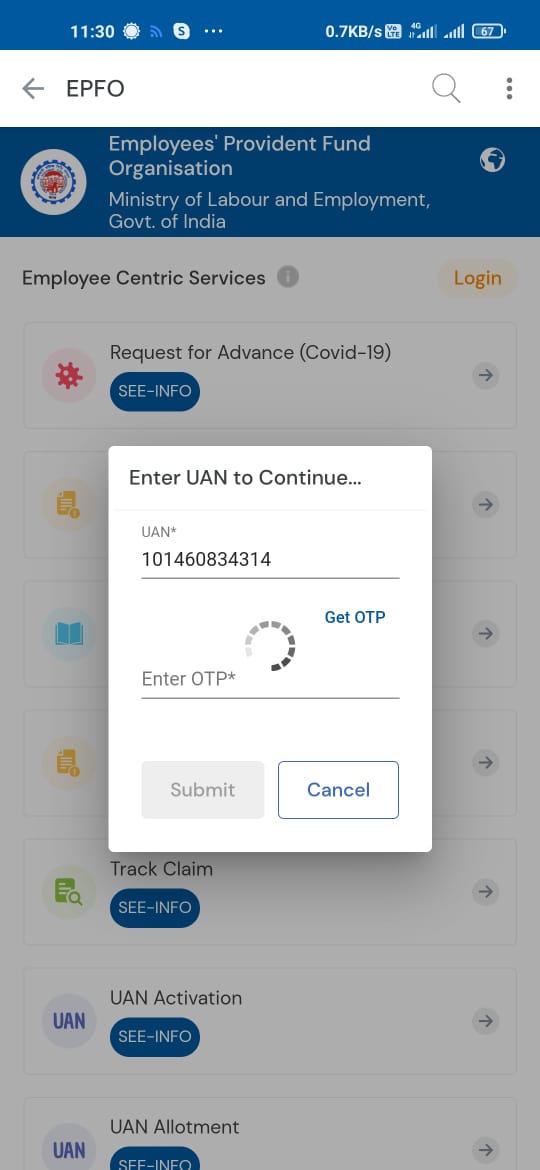 11:30 S ... 0.7KB/s Vo LTE 4G 67
EPFO
Employees' Provident Fund
Organisation
Ministry of Labour and Employment,
Govt. of India
Employee Centric Services i Login
Request for Advance (Covid-19)
SEE-INFO
Enter UAN to Continue...
UAN*
101460834314
Get OTP
Enter OTP*
Submit Cancel
Track Claim
SEE-INFO
UAN Activation
UAN
SEE-INFO
UAN Allotment
UAN
SEE-INFO